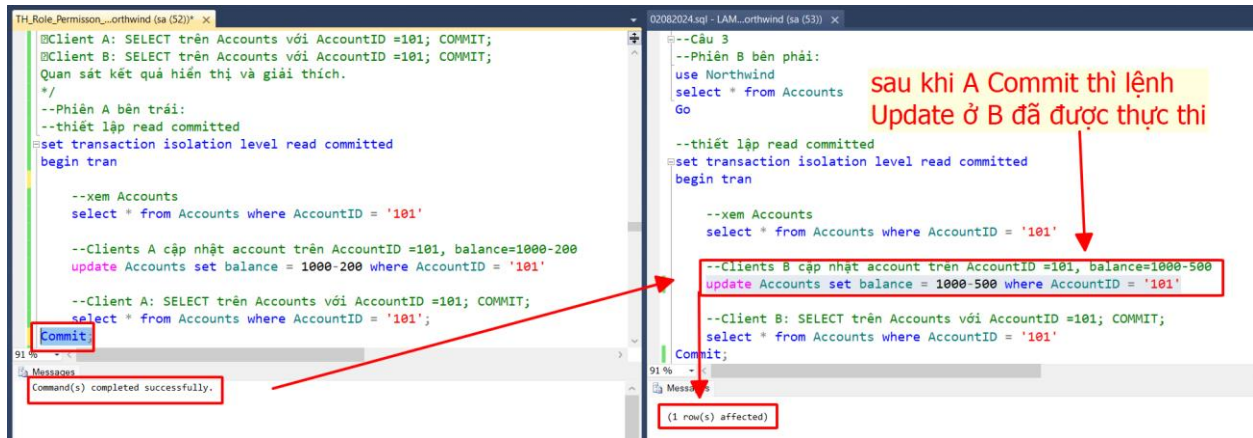 TH_Role_Permisson_...orthwind (sa (52))*
Client A: SELECT trên Accounts với AccountID =101; COMMIT;
Client B: SELECT trên Accounts với AccountID =101; COMMIT;
Quan sát kết quả hiển thị và giải thích.
*/
--Phiên A bên trái:
--thiết lập read committed
set transaction isolation level read committed
begin tran
--xem Accounts
select * from Accounts where AccountID = '101'
--Clients A cập nhật account trên AccountID =101, balance=1000-200
update Accounts set balance = 1000-200 where AccountID = '101'
--Client A: SELECT trên Accounts với AccountID =101; COMMIT;
select * from Accounts where AccountID = '101';
Commit;
91 %
Messages
Command(s) completed successfully.
02082024.sql - LAM...orthwind (sa (53))
--Câu 3
--Phiên B bên phải:
use Northwind
select * from Accounts
Go
sau khi A Commit thì lệnh
Update ở B đã được thực thi
--thiết lập read committed
set transaction isolation level read committed
begin tran
--xem Accounts
select * from Accounts where AccountID = '101'
--Clients B cập nhật account trên AccountID =101, balance=1000-500
update Accounts set balance = 1000-500 where AccountID = '101'
--Client B: SELECT trên Accounts với AccountID =101; COMMIT;
select * from Accounts where AccountID = '101'
Commit;
91 %
Messages
(1 row(s) affected)